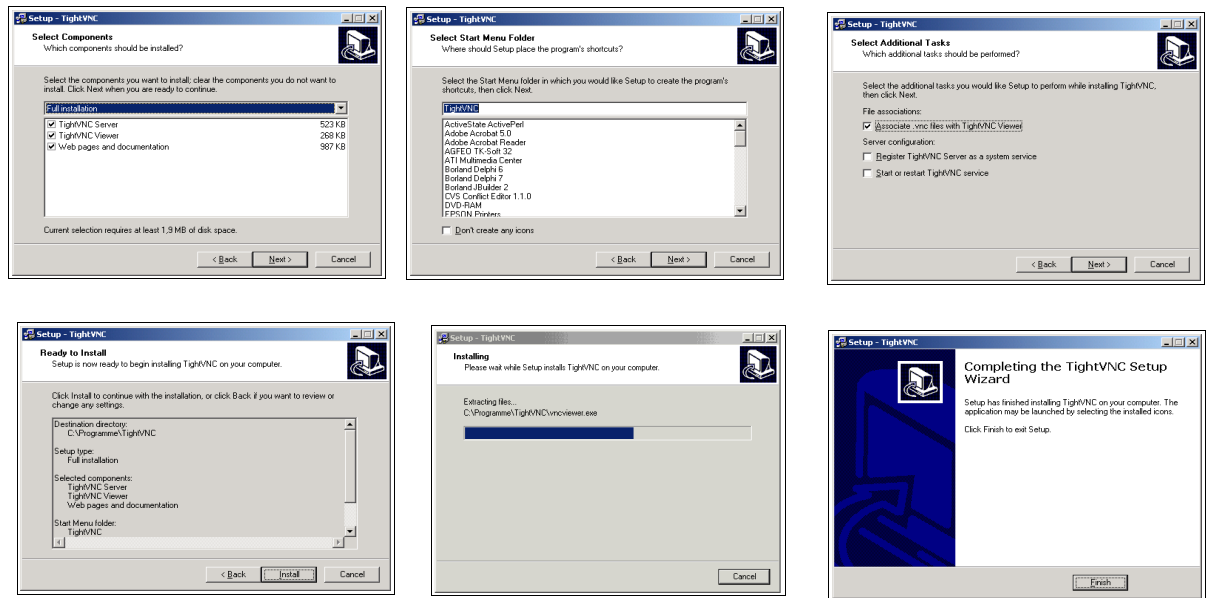 Setup - TightVNC
Select Components
Which components should be installed?
Select the components you want to install; clear the components you do not want to
install. Click Next when you are ready to continue.
Full installation
TightVNC Server 523 KB
TightVNC Viewer 268 KB
Web pages and documentation 987 KB
Current selection requires at least 1,9 MB of disk space.
< Back Next > Cancel
Setup - TightVNC
Select Start Menu Folder
Where should Setup place the program's shortcuts?
Select the Start Menu folder in which you would like Setup to create the program's
shortcuts, then click Next.
TightVNC
ActiveState ActivePerl
Adobe Acrobat 5.0
Adobe Acrobat Reader
AGFEO TK-Soft 32
ATI Multimedia Center
Borland Delphi 6
Borland Delphi 7
Borland JBuilder 2
CVS Conflict Editor 1.1.0
DVD-RAM
EPSON Printers
Don't create any icons
< Back Next > Cancel
Setup - TightVNC
Select Additional Tasks
Which additional tasks should be performed?
Select the additional tasks you would like Setup to perform while installing TightVNC,
then click Next.
File associations:
Associate .vnc files with TightVNC Viewer
Server configuration:
Register TightVNC Server as a system service
Start or restart TightVNC service
< Back Next > Cancel
Setup - TightVNC
Ready to Install
Setup is now ready to begin installing TightVNC on your computer.
Click Install to continue with the installation, or click Back if you want to review or
change any settings.
Destination directory:
C:\Programme\TightVNC
Setup type:
Full installation
Selected components:
TightVNC Server
TightVNC Viewer
Web pages and documentation
Start Menu folder:
TightVNC
< Back Install Cancel
Setup - TightVNC
Installing
Please wait while Setup installs TightVNC on your computer.
Extracting files...
C:\Programme\TightVNC\vncviewer.exe
Cancel
Setup - TightVNC
Completing the TightVNC Setup
Wizard
Setup has finished installing TightVNC on your computer. The
application may be launched by selecting the installed icons.
Click Finish to exit Setup.
Finish